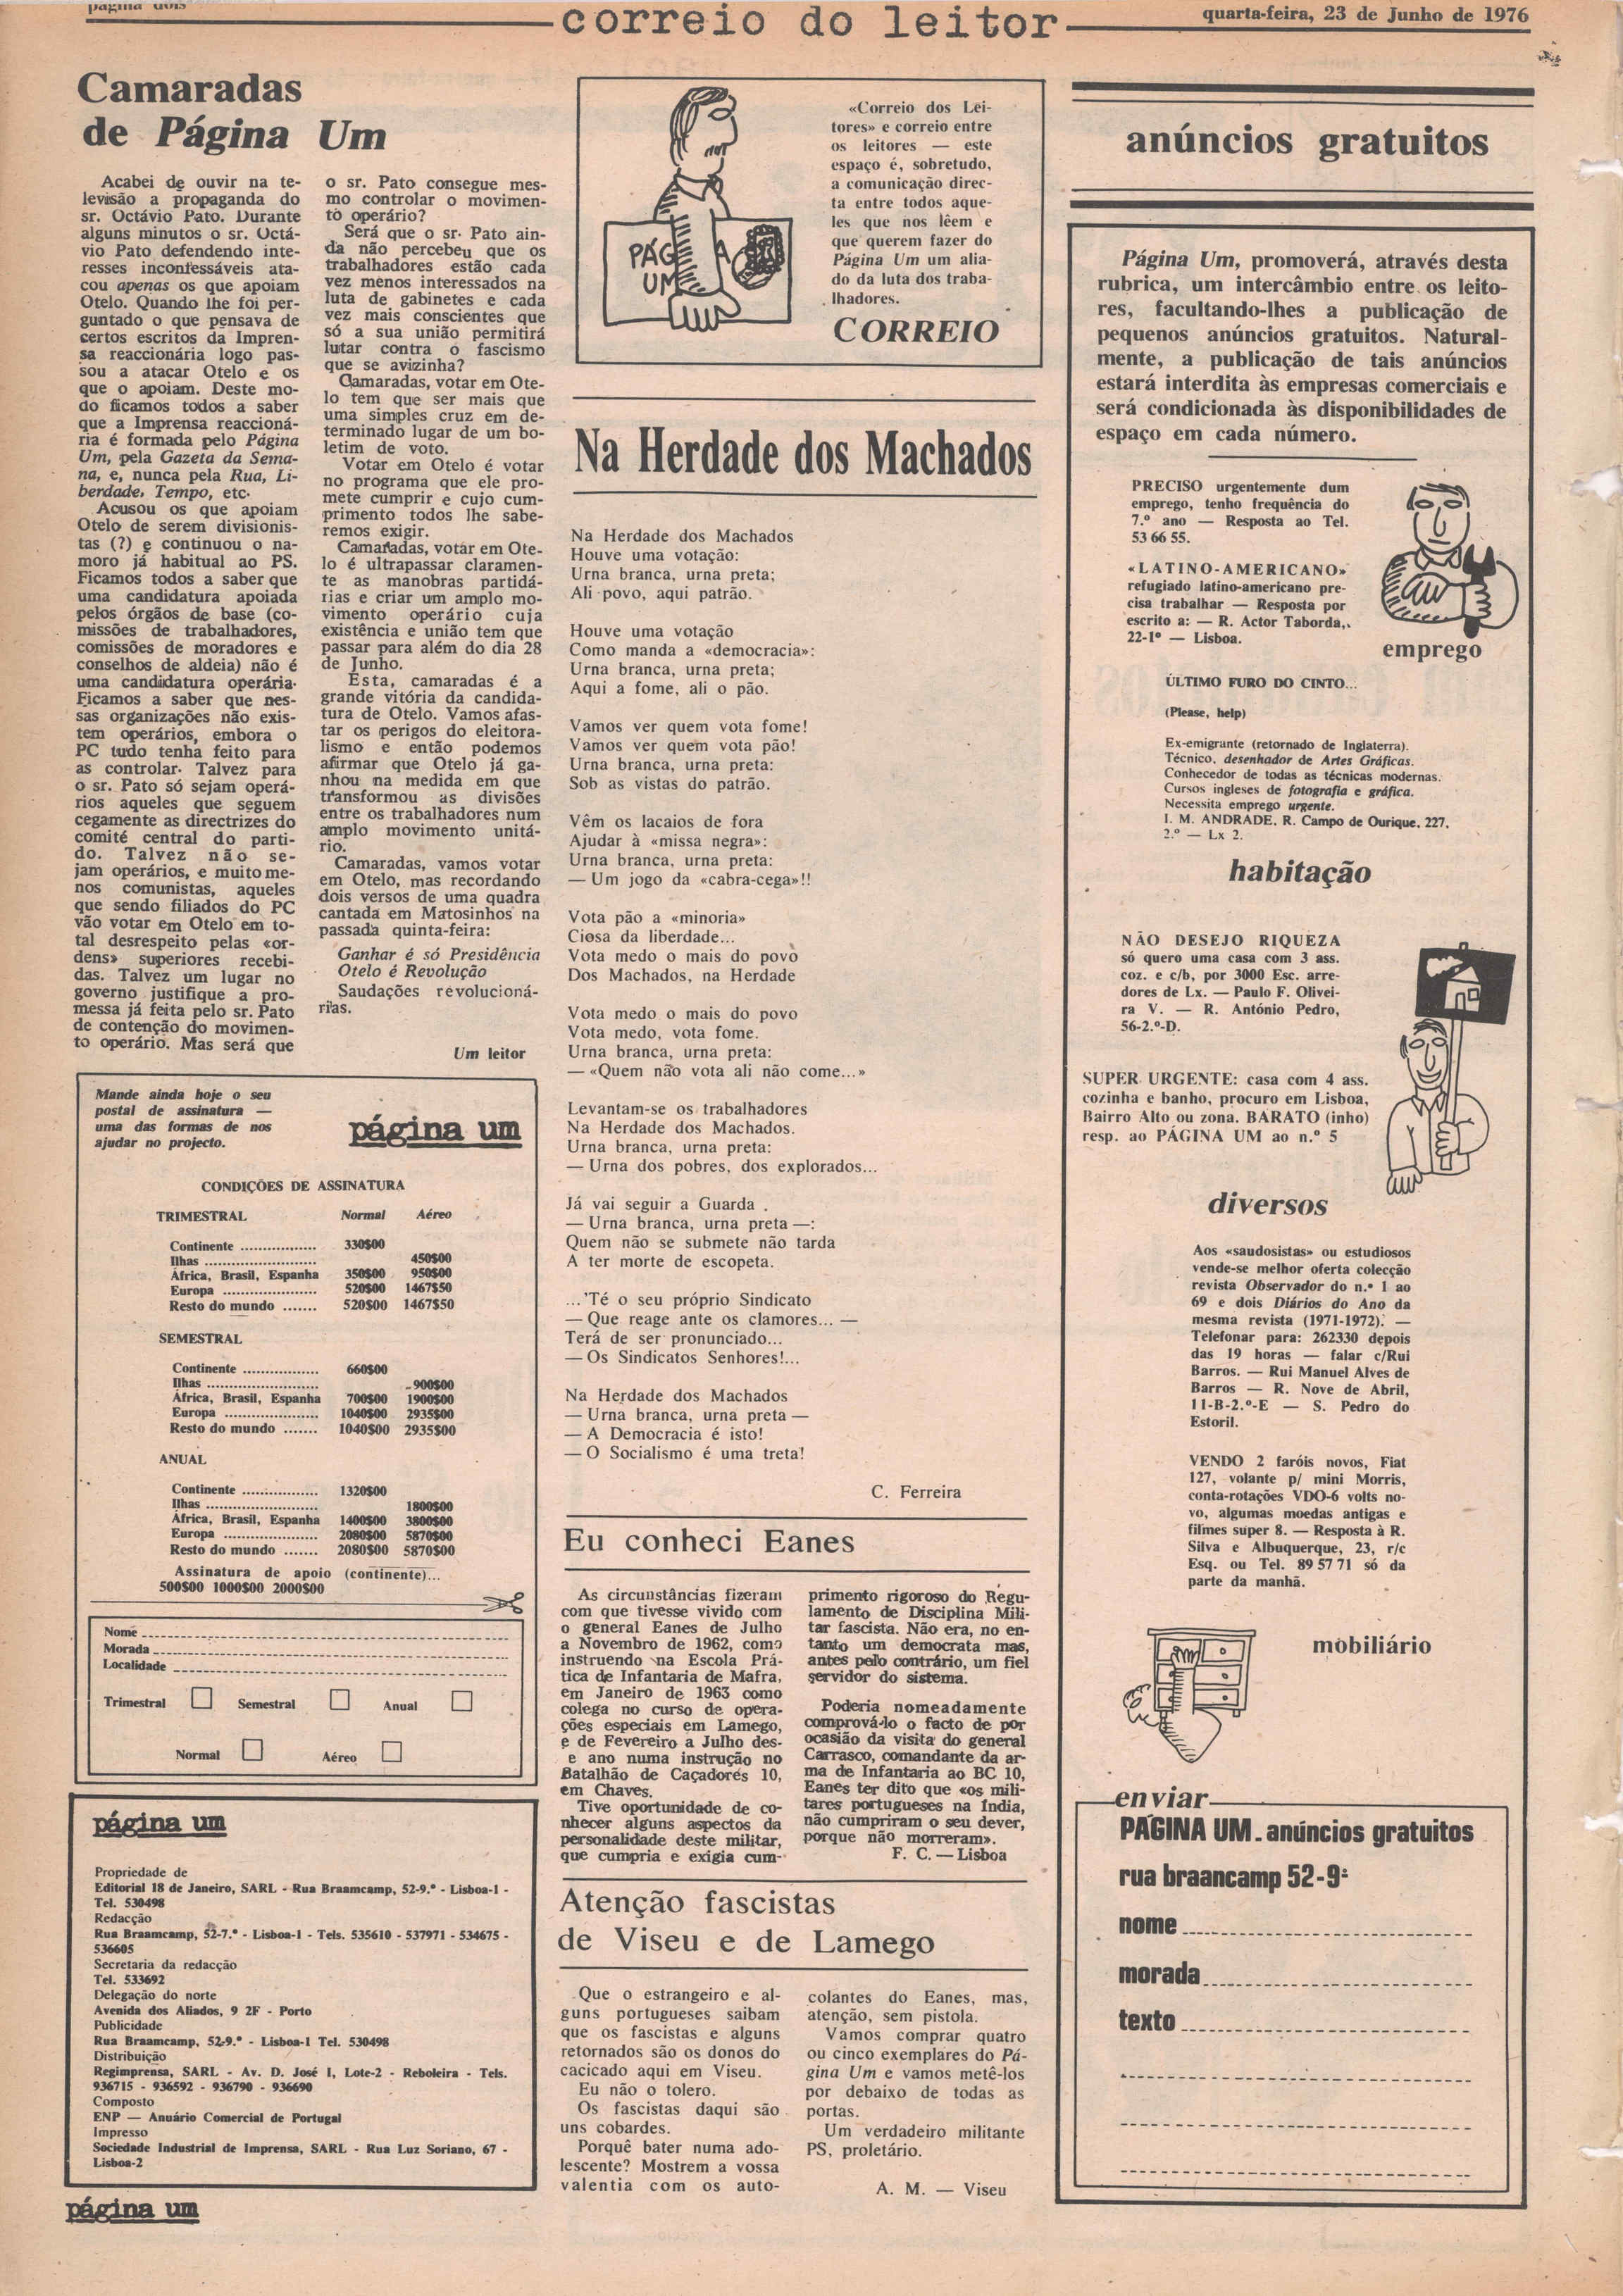 página dois
correio do leitor
quarta-feira, 23 de Junho de 1976
Camaradas
de Página Um
Acabei de ouvir na te-
levisão a propaganda do
sr. Octávio Pato. Durante
alguns minutos o sr. Octá-
vio Pato defendendo inte-
resses inconfessáveis ata-
cou apenas os que apoiam
Otelo. Quando lhe foi per-
guntado o que pensava de
certos escritos da Impren-
sa reaccionária logo pas-
sou a atacar Otelo e os
que o apoiam. Deste mo-
do ficamos todos a saber
que a Imprensa reaccioná-
ria é formada pelo Página
Um, pela Gazeta da Sema-
na, e, nunca pela Rua, Li-
berdade, Tempo, etc.
Acusou os que apoiam
Otelo de serem divisionis-
tas (?) e continuou o na-
moro já habitual ao PS.
Ficamos todos a saber que
uma candidatura apoiada
pelos órgãos de base (co-
missões de trabalhadores,
comissões de moradores e
conselhos de aldeia) não é
uma candidatura operária.
Ficamos a saber que nes-
sas organizações não exis-
tem operários, embora o
PC tudo tenha feito para
as controlar. Talvez para
o sr. Pato só sejam operá-
rios aqueles que seguem
cegamente as directrizes do
comité central do parti-
do. Talvez não se-
jam operários, e muito me-
nos comunistas, aqueles
que sendo filiados do PC
vão votar em Otelo em to-
tal desrespeito pelas «or-
dens» superiores recebi-
das. Talvez um lugar no
governo justifique a pro-
messa já feita pelo sr. Pato
de contenção do movimen-
to operário. Mas será que
o sr. Pato consegue mes-
mo controlar o movimen-
to operário?
Será que o sr. Pato ain-
da não percebeu que os
trabalhadores estão cada
vez menos interessados na
luta de gabinetes e cada
vez mais conscientes que
só a sua união permitirá
lutar contra o fascismo
que se avizinha?
Camaradas, votar em Ote-
lo tem que ser mais que
uma simples cruz em de-
terminado lugar de um bo-
letim de voto.
Votar em Otelo é votar
no programa que ele pro-
mete cumprir e cujo cum-
primento todos lhe sabe-
remos exigir.
Camaradas, votar em Ote-
lo é ultrapassar claramen-
te as manobras partidá-
rias e criar um amplo mo-
vimento operário cuja
existência e união tem que
passar para além do dia 28
de Junho.
Esta, camaradas é a
grande vitória da candida-
tura de Otelo. Vamos afas-
tar os perigos do eleitora-
lismo e então podemos
afirmar que Otelo já ga-
nhou na medida em que
transformou as divisões
entre os trabalhadores num
amplo movimento unitá-
rio.
Camaradas, vamos votar
em Otelo, mas recordando
dois versos de uma quadra
cantada em Matosinhos na
passada quinta-feira:
Ganhar é só Presidência
Otelo é Revolução
Saudações revolucioná-
rias.
Um leitor
Mande ainda hoje o seu
postal de assinatura —
uma das formas de nos
ajudar no projecto.
página um
CONDIÇÕES DE ASSINATURA
TRIMESTRAL Normal Aéreo
Continente ................. 330$00
Ilhas ......................... 450$00
África, Brasil, Espanha 350$00 950$00
Europa ..................... 520$00 1467$50
Resto do mundo ....... 520$00 1467$50
SEMESTRAL
Continente ................. 660$00
Ilhas ......................... 900$00
África, Brasil, Espanha 700$00 1900$00
Europa ..................... 1040$00 2935$00
Resto do mundo ....... 1040$00 2935$00
ANUAL
Continente ................. 1320$00
Ilhas ......................... 1800$00
África, Brasil, Espanha 1400$00 3800$00
Europa ..................... 2080$00 5870$00
Resto do mundo ....... 2080$00 5870$00
Assinatura de apoio (continente)...
500$00 1000$00 2000$00
Nome
Morada
Localidade
Trimestral Semestral Anual
Normal Aéreo
página um
Propriedade de
Editorial 18 de Janeiro, SARL - Rua Braamcamp, 52-9.º - Lisboa-1 -
Tel. 530498
Redacção
Rua Braamcamp, 52-7.º - Lisboa-1 - Tels. 535610 - 537971 - 534675 -
536605
Secretaria da redacção
Tel. 533692
Delegação do norte
Avenida dos Aliados, 9 2F - Porto
Publicidade
Rua Braamcamp, 52-9.º - Lisboa-1 Tel. 530498
Distribuição
Regimprensa, SARL - Av. D. José I, Lote-2 - Reboleira - Tels.
936715 - 936592 - 936790 - 936690
Composto
ENP — Anuário Comercial de Portugal
Impresso
Sociedade Industrial de Imprensa, SARL - Rua Luz Soriano, 67 -
Lisboa-2
página um
PÁG A
UM
«Correio dos Lei-
tores» e correio entre
os leitores — este
espaço é, sobretudo,
a comunicação direc-
ta entre todos aque-
les que nos lêem e
que querem fazer do
Página Um um alia-
do da luta dos traba-
lhadores.
CORREIO
Na Herdade dos Machados
Na Herdade dos Machados
Houve uma votação:
Urna branca, urna preta;
Ali povo, aqui patrão.
Houve uma votação
Como manda a «democracia»:
Urna branca, urna preta;
Aqui a fome, ali o pão.
Vamos ver quem vota fome!
Vamos ver quem vota pão!
Urna branca, urna preta:
Sob as vistas do patrão.
Vêm os lacaios de fora
Ajudar à «missa negra»:
Urna branca, urna preta:
— Um jogo da «cabra-cega»!!
Vota pão a «minoria»
Ciosa da liberdade...
Vota medo o mais do povo
Dos Machados, na Herdade
Vota medo o mais do povo
Vota medo, vota fome.
Urna branca, urna preta:
— «Quem não vota ali não come...»
Levantam-se os trabalhadores
Na Herdade dos Machados.
Urna branca, urna preta:
— Urna dos pobres, dos explorados...
Já vai seguir a Guarda .
— Urna branca, urna preta —:
Quem não se submete não tarda
A ter morte de escopeta.
...'Té o seu próprio Sindicato
— Que reage ante os clamores... —
Terá de ser pronunciado...
— Os Sindicatos Senhores!...
Na Herdade dos Machados
— Urna branca, urna preta —
— A Democracia é isto!
— O Socialismo é uma treta!
C. Ferreira
Eu conheci Eanes
As circunstâncias fizeram
com que tivesse vivido com
o general Eanes de Julho
a Novembro de 1962, como
instruendo na Escola Prá-
tica de Infantaria de Mafra,
em Janeiro de 1963 como
colega no curso de opera-
ções especiais em Lamego,
e de Fevereiro a Julho des-
e ano numa instrução no
Batalhão de Caçadores 10,
em Chaves.
Tive oportunidade de co-
nhecer alguns aspectos da
personalidade deste militar,
que cumpria e exigia cum-
primento rigoroso do Regu-
lamento de Disciplina Mili-
tar fascista. Não era, no en-
tanto um democrata mas,
antes pelo contrário, um fiel
servidor do sistema.
Poderia nomeadamente
comprová-lo o facto de por
ocasião da visita do general
Carrasco, comandante da ar-
ma de Infantaria ao BC 10,
Eanes ter dito que «os mili-
tares portugueses na Índia,
não cumpriram o seu dever,
porque não morreram».
F. C. — Lisboa
Atenção fascistas
de Viseu e de Lamego
Que o estrangeiro e al-
guns portugueses saibam
que os fascistas e alguns
retornados são os donos do
cacicado aqui em Viseu.
Eu não o tolero.
Os fascistas daqui são
uns cobardes.
Porquê bater numa ado-
lescente? Mostrem a vossa
valentia com os auto-
colantes do Eanes, mas,
atenção, sem pistola.
Vamos comprar quatro
ou cinco exemplares do Pá-
gina Um e vamos metê-los
por debaixo de todas as
portas.
Um verdadeiro militante
PS, proletário.
A. M. — Viseu
anúncios gratuitos
Página Um, promoverá, através desta
rubrica, um intercâmbio entre os leito-
res, facultando-lhes a publicação de
pequenos anúncios gratuitos. Natural-
mente, a publicação de tais anúncios
estará interdita às empresas comerciais e
será condicionada às disponibilidades de
espaço em cada número.
PRECISO urgentemente dum
emprego, tenho frequência do
7.º ano — Resposta ao Tel.
53 66 55.
«LATINO-AMERICANO»
refugiado latino-americano pre-
cisa trabalhar — Resposta por
escrito a: — R. Actor Taborda,.
22-1º — Lisboa.
emprego
ÚLTIMO FURO DO CINTO...
(Please, help)
Ex-emigrante (retornado de Inglaterra).
Técnico, desenhador de Artes Gráficas.
Conhecedor de todas as técnicas modernas.
Cursos ingleses de fotografia e gráfica.
Necessita emprego urgente.
I. M. ANDRADE, R. Campo de Ourique, 227,
2.º — Lx 2.
habitação
NÃO DESEJO RIQUEZA
só quero uma casa com 3 ass.
coz. e c/b, por 3000 Esc. arre-
dores de Lx. — Paulo F. Olivei-
ra V. — R. António Pedro,
56-2.º-D.
SUPER URGENTE: casa com 4 ass.
cozinha e banho, procuro em Lisboa,
Bairro Alto ou zona. BARATO (inho)
resp. ao PÁGINA UM ao n.º 5
diversos
Aos «saudosistas» ou estudiosos
vende-se melhor oferta colecção
revista Observador do n.º 1 ao
69 e dois Diários do Ano da
mesma revista (1971-1972). —
Telefonar para: 262330 depois
das 19 horas — falar c/Rui
Barros. — Rui Manuel Alves de
Barros — R. Nove de Abril,
11-B-2.º-E — S. Pedro do
Estoril.
VENDO 2 faróis novos, Fiat
127, volante p/ mini Morris,
conta-rotações VDO-6 volts no-
vo, algumas moedas antigas e
filmes super 8. — Resposta à R.
Silva e Albuquerque, 23, r/c
Esq. ou Tel. 89 57 71 só da
parte da manhã.
mobiliário
enviar
PÁGINA UM - anúncios gratuitos
rua braancamp 52-9º
nome
morada
texto